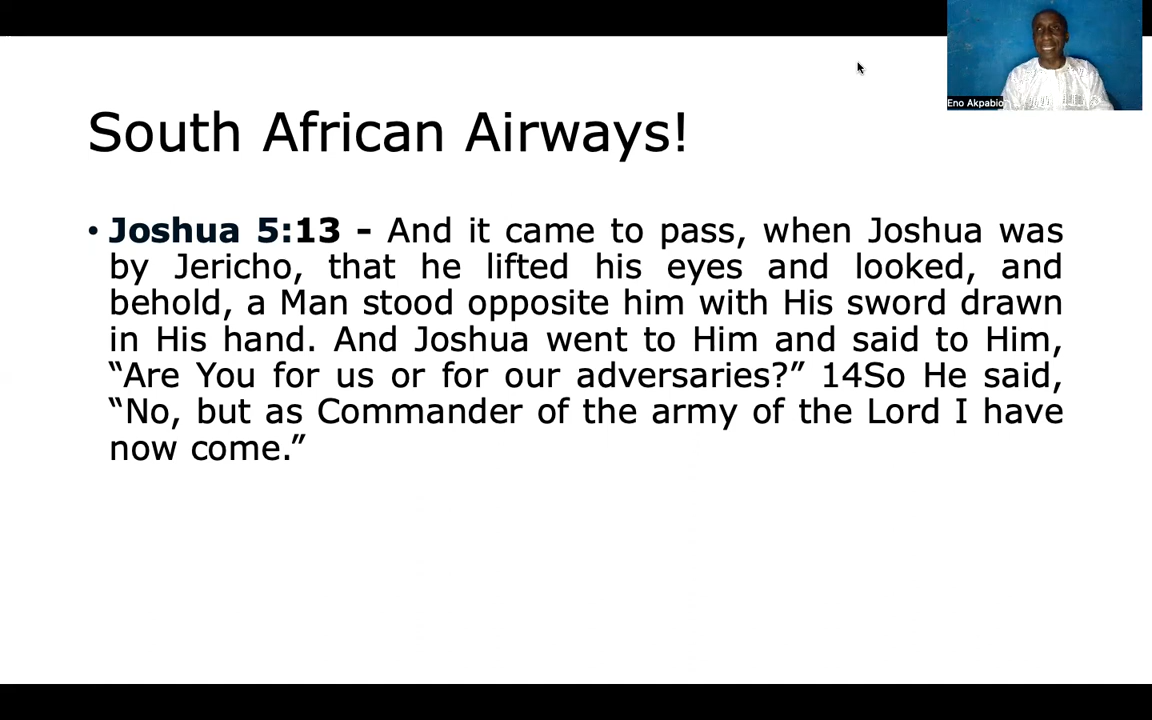 Eno Akpabio
South African Airways!
• Joshua 5:13 - And it came to pass, when Joshua was
by Jericho, that he lifted his eyes and looked, and
behold, a Man stood opposite him with His sword drawn
in His hand. And Joshua went to Him and said to Him,
“Are You for us or for our adversaries?” 14So He said,
“No, but as Commander of the army of the Lord I have
now come.”